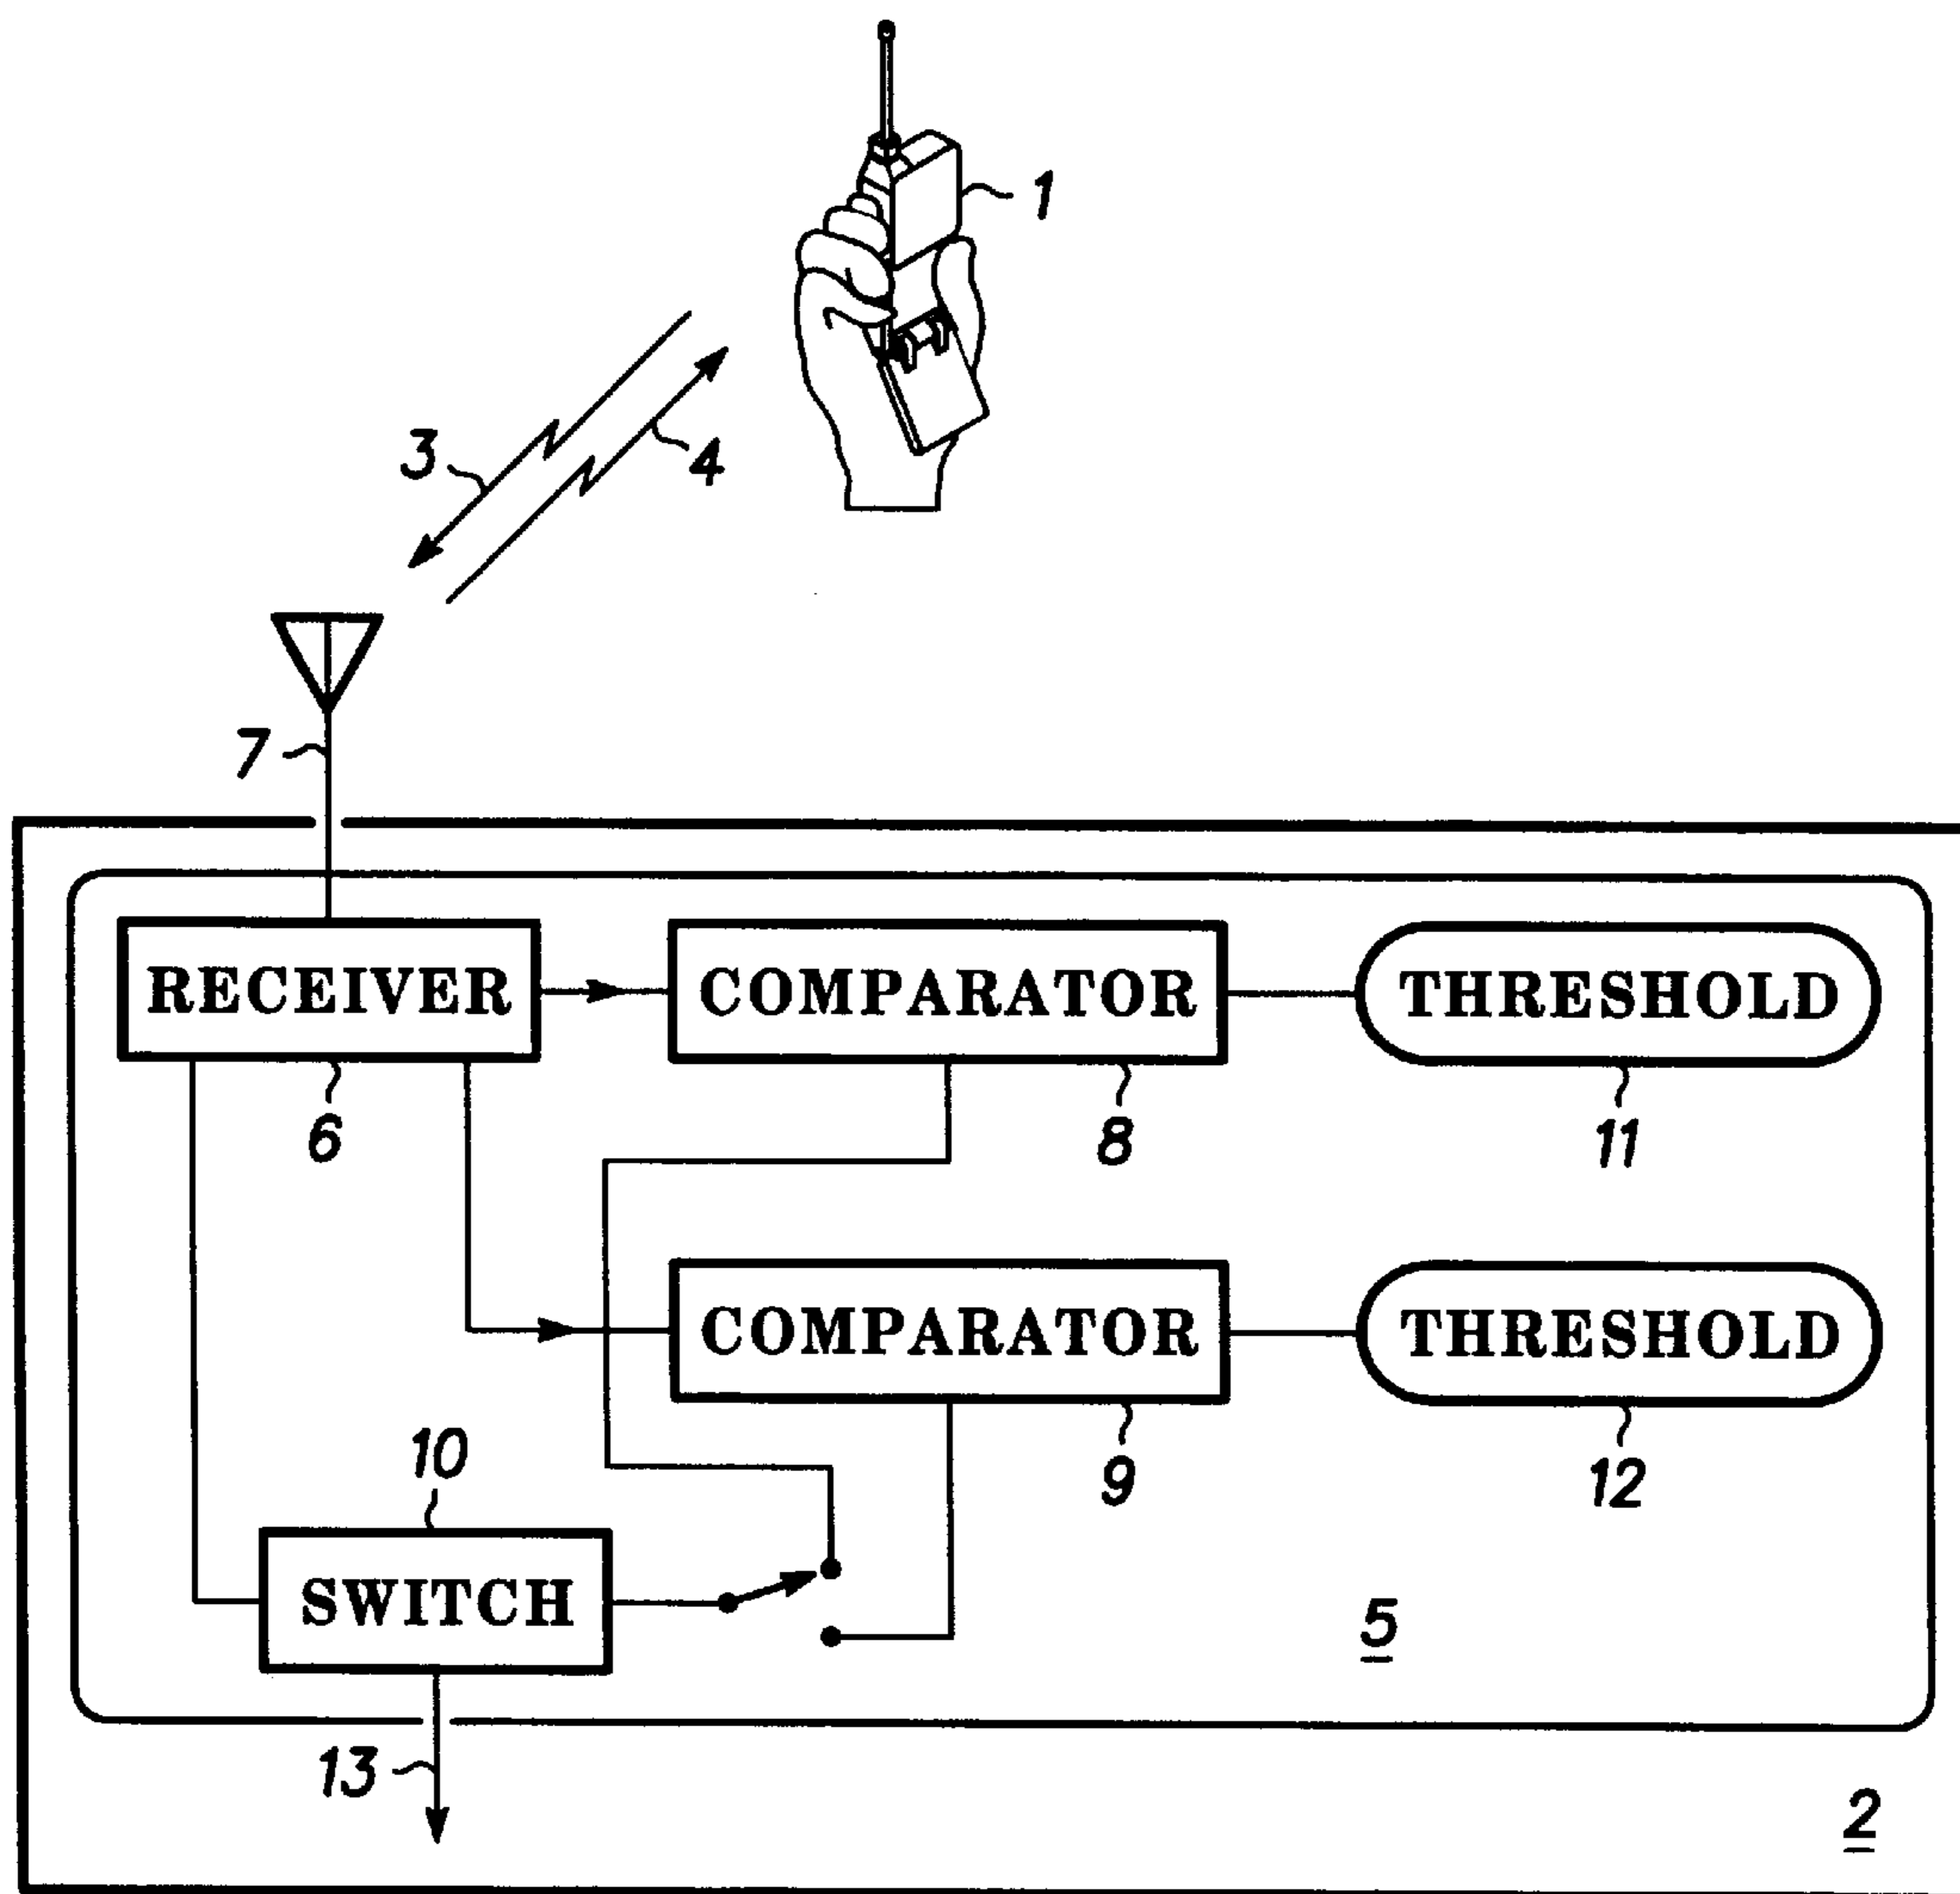 1
3
4
7
RECEIVER
COMPARATOR
THRESHOLD
6
8
11
COMPARATOR
THRESHOLD
10
9
12
SWITCH
5
13
2